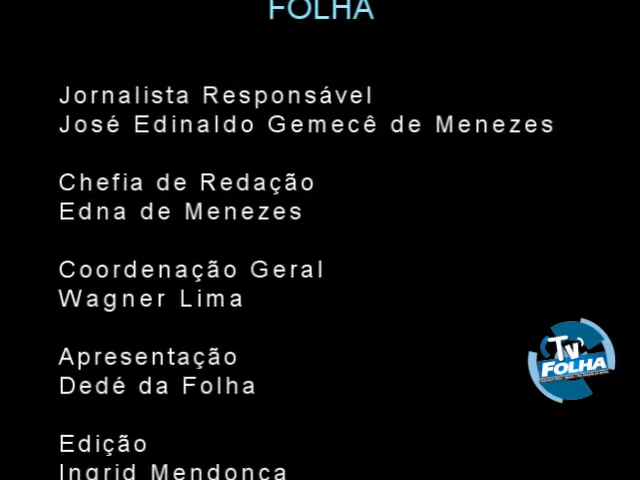 FOLHA
Jornalista Responsável
José Edinaldo Gemecê de Menezes
Chefia de Redação
Edna de Menezes
Coordenação Geral
Wagner Lima
Apresentação
Dedé da Folha
Edição
Ingrid Mendonça
TV
FOLHA